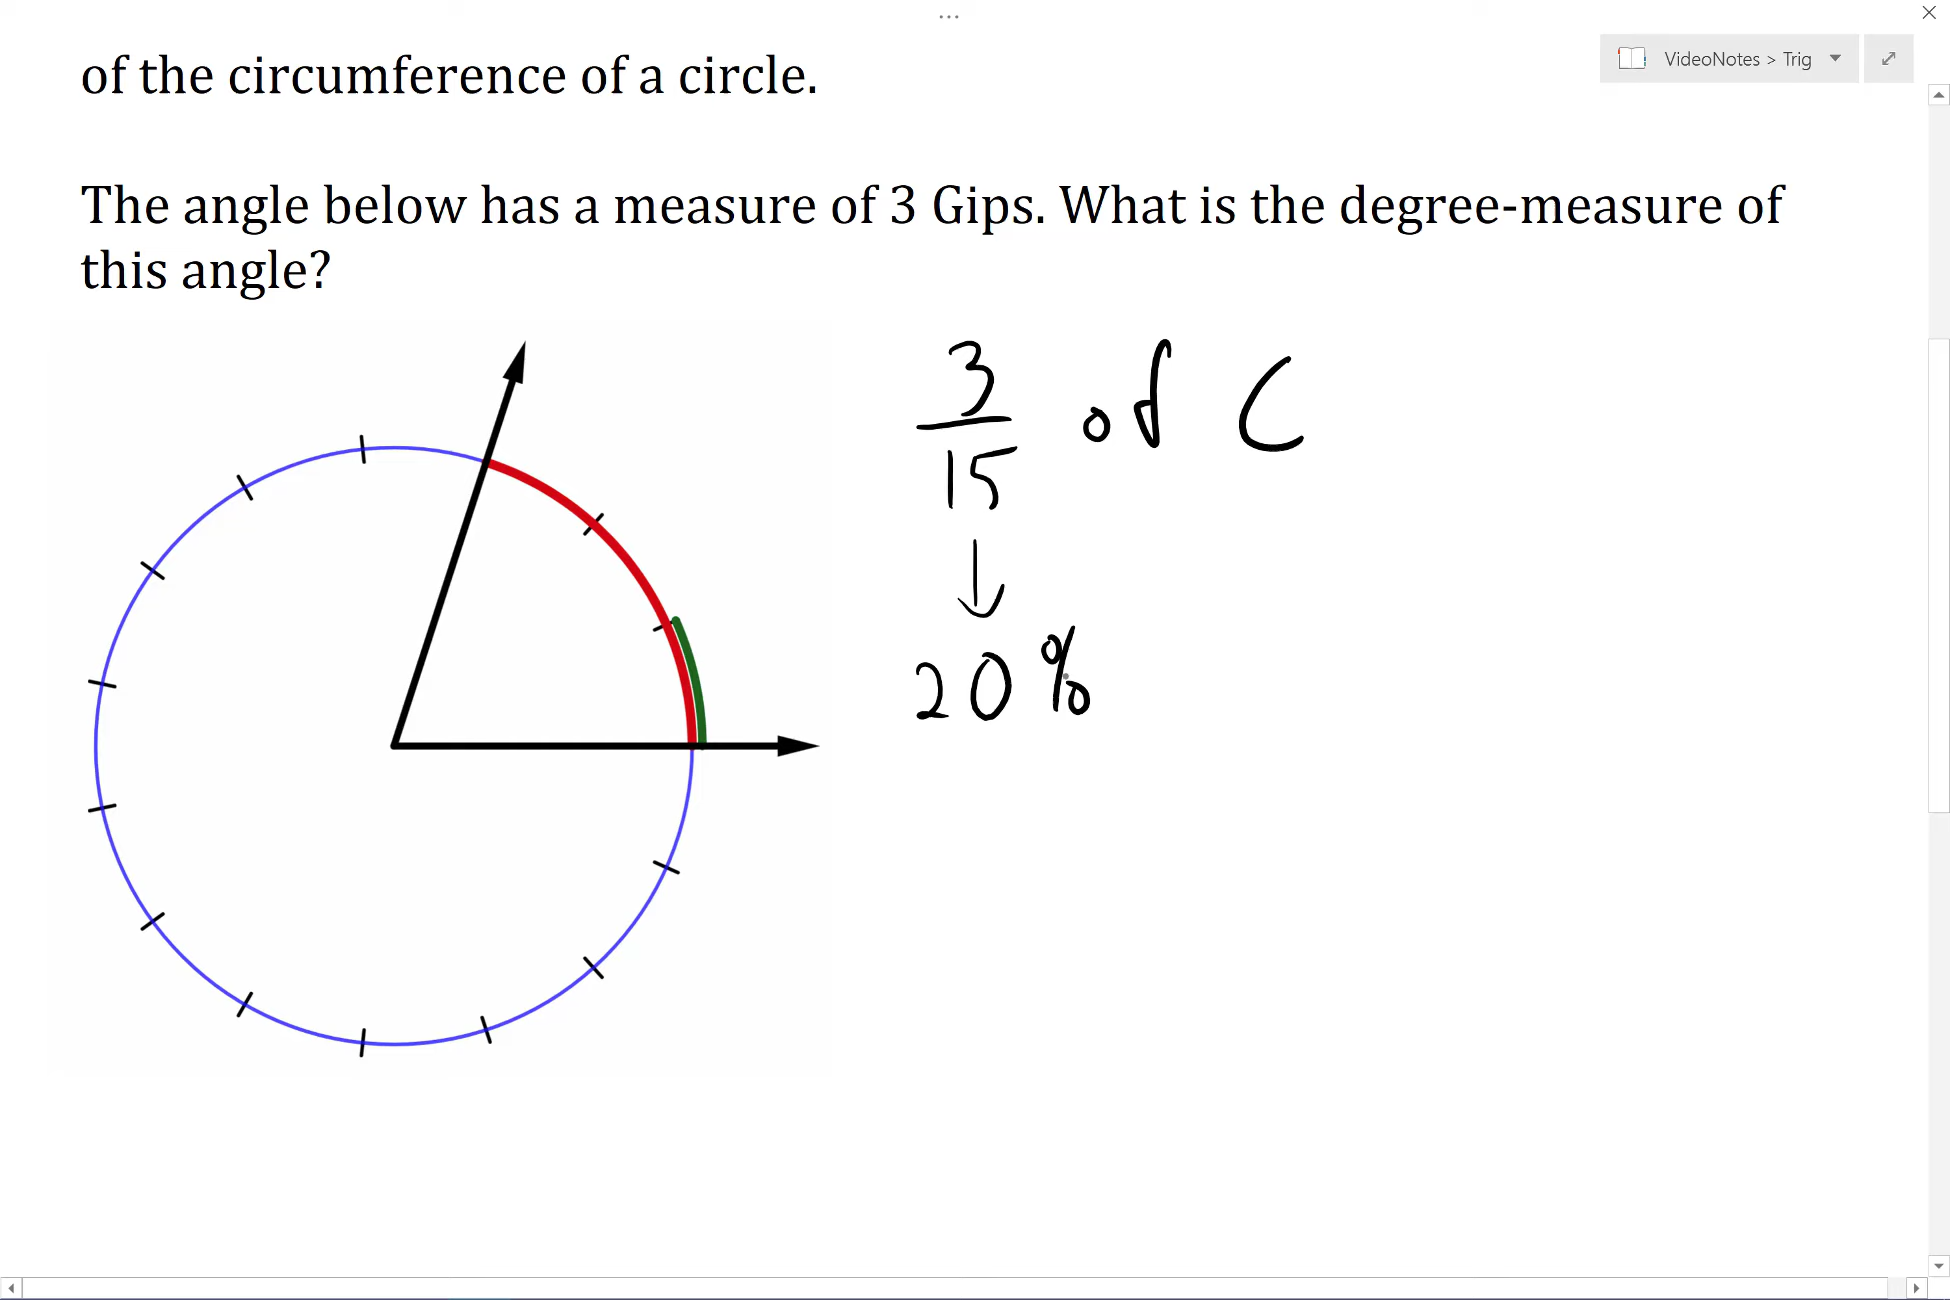 ...
VideoNotes > Trig
of the circumference of a circle.
The angle below has a measure of 3 Gips. What is the degree-measure of
this angle?
3
15
of C
20%